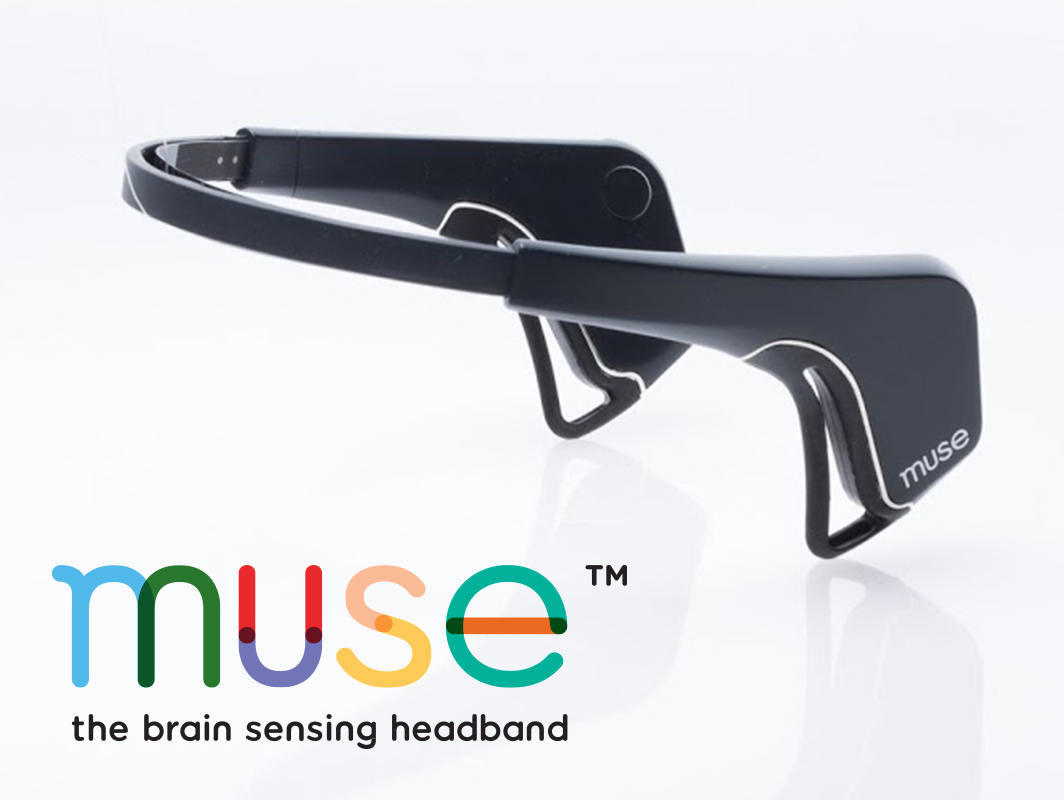 muse
muse™
the brain sensing headband